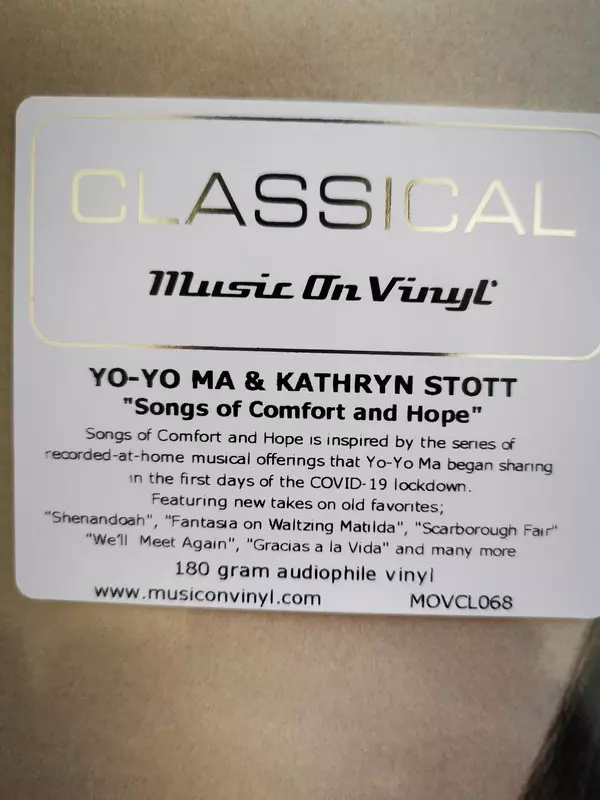 CLASSICAL
Music On Vinyl
YO-YO MA & KATHRYN STOTT
"Songs of Comfort and Hope"
Songs of Comfort and Hope is inspired by the series of
recorded-at-home musical offerings that Yo-Yo Ma began sharing
in the first days of the COVID-19 lockdown.
Featuring new takes on old favorites;
"Shenandoah", "Fantasia on Waltzing Matilda", "Scarborough Fair"
"We'll Meet Again", "Gracias a la Vida" and many more
180 gram audiophile vinyl
www.musiconvinyl.com MOVCL068